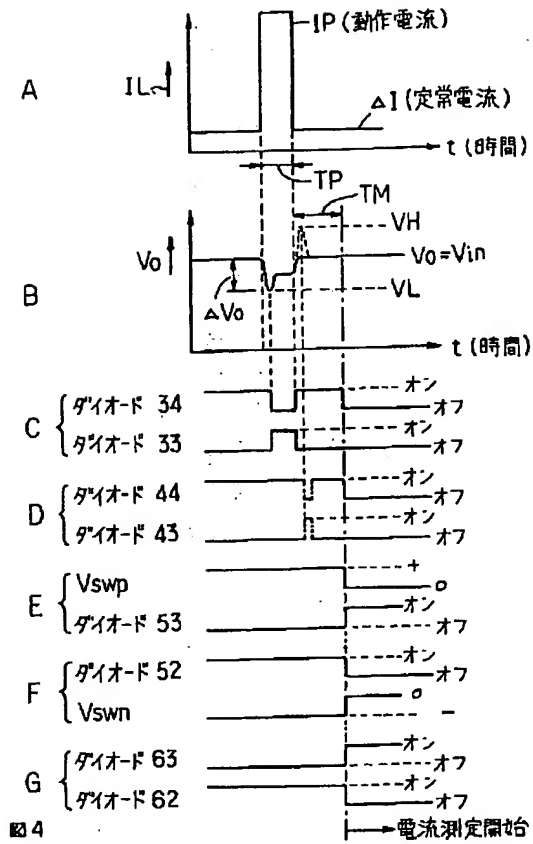 A
IL
IP(動作電流)
ΔI(定常電流)
t(時間)
TP
TM
B
Vo
ΔVo
VH
Vo=Vin
VL
t(時間)
C
ダイオード 34
オン
オフ
ダイオード 33
オン
オフ
D
ダイオード 44
オン
オフ
ダイオード 43
オン
オフ
E
Vswp
+
0
ダイオード 53
オン
オフ
F
ダイオード 52
オン
オフ
Vswn
0
-
G
ダイオード 63
オン
オフ
ダイオード 62
オン
オフ
図4
電流測定開始